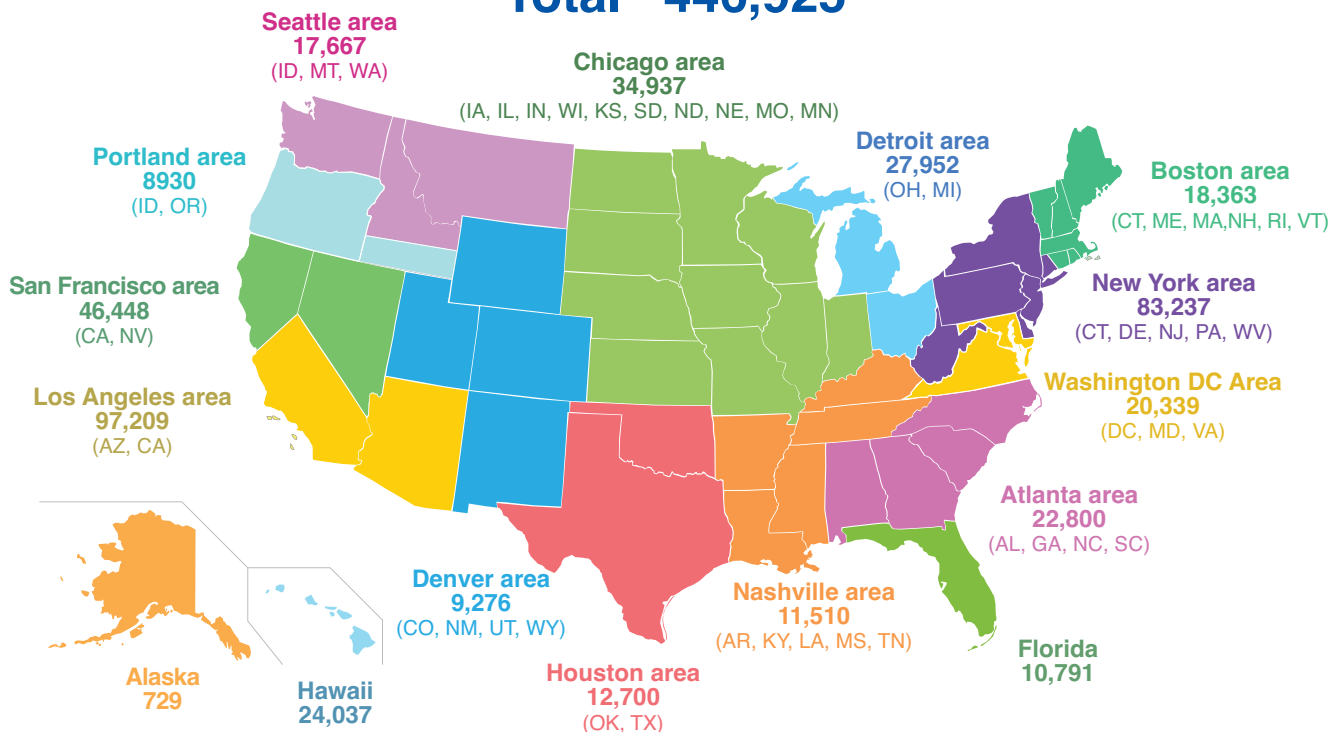 Seattle area
17,667
(ID, MT, WA)
Chicago area
34,937
(IA, IL, IN, WI, KS, SD, ND, NE, MO, MN)
Detroit area
27,952
(OH, MI)
Portland area
8930
(ID, OR)
Boston area
18,363
(CT, ME, MA,NH, RI, VT)
San Francisco area
46,448
(CA, NV)
New York area
83,237
(CT, DE, NJ, PA, WV)
Los Angeles area
97,209
(AZ, CA)
Washington DC Area
20,339
(DC, MD, VA)
Atlanta area
22,800
(AL, GA, NC, SC)
Denver area
9,276
(CO, NM, UT, WY)
Nashville area
11,510
(AR, KY, LA, MS, TN)
Florida
10,791
Houston area
12,700
(OK, TX)
Alaska
729
Hawaii
24,037